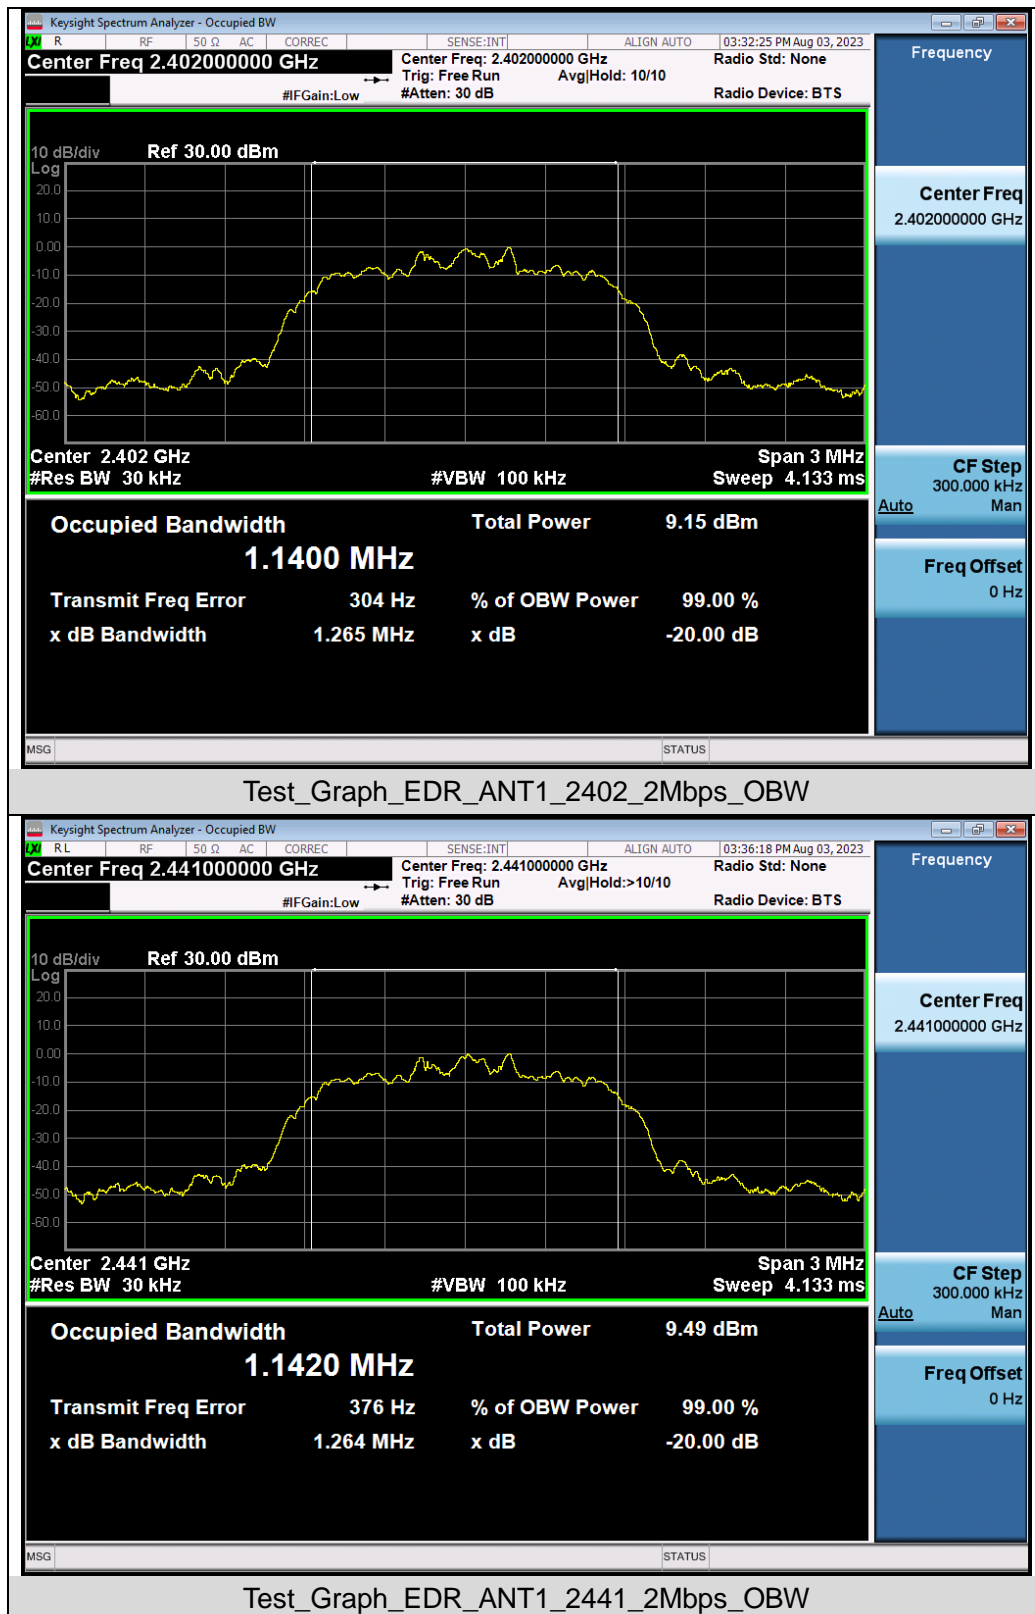 Keysight Spectrum Analyzer - Occupied BW
LXI R RF 50 Ω AC CORREC SENSE:INT ALIGN AUTO 03:32:25 PM Aug 03, 2023
Center Freq 2.402000000 GHz
Center Freq: 2.402000000 GHz
Radio Std: None
Trig: Free Run Avg|Hold: 10/10
#IFGain:Low
#Atten: 30 dB
Radio Device: BTS
Frequency
10 dB/div Ref 30.00 dBm
Log
20.0
10.0
0.00
-10.0
-20.0
-30.0
-40.0
-50.0
-60.0
Center Freq
2.402000000 GHz
Center 2.402 GHz Span 3 MHz
#Res BW 30 kHz #VBW 100 kHz Sweep 4.133 ms
CF Step
300.000 kHz
Auto Man
Freq Offset
0 Hz
Occupied Bandwidth Total Power 9.15 dBm
1.1400 MHz
Transmit Freq Error 304 Hz % of OBW Power 99.00 %
x dB Bandwidth 1.265 MHz x dB -20.00 dB
MSG STATUS
Test_Graph_EDR_ANT1_2402_2Mbps_OBW
Keysight Spectrum Analyzer - Occupied BW
LXI RL RF 50 Ω AC CORREC SENSE:INT ALIGN AUTO 03:36:18 PM Aug 03, 2023
Center Freq 2.441000000 GHz
Center Freq: 2.441000000 GHz
Radio Std: None
Trig: Free Run Avg|Hold:>10/10
#IFGain:Low
#Atten: 30 dB
Radio Device: BTS
Frequency
10 dB/div Ref 30.00 dBm
Log
20.0
10.0
0.00
-10.0
-20.0
-30.0
-40.0
-50.0
-60.0
Center Freq
2.441000000 GHz
Center 2.441 GHz Span 3 MHz
#Res BW 30 kHz #VBW 100 kHz Sweep 4.133 ms
CF Step
300.000 kHz
Auto Man
Freq Offset
0 Hz
Occupied Bandwidth Total Power 9.49 dBm
1.1420 MHz
Transmit Freq Error 376 Hz % of OBW Power 99.00 %
x dB Bandwidth 1.264 MHz x dB -20.00 dB
MSG STATUS
Test_Graph_EDR_ANT1_2441_2Mbps_OBW